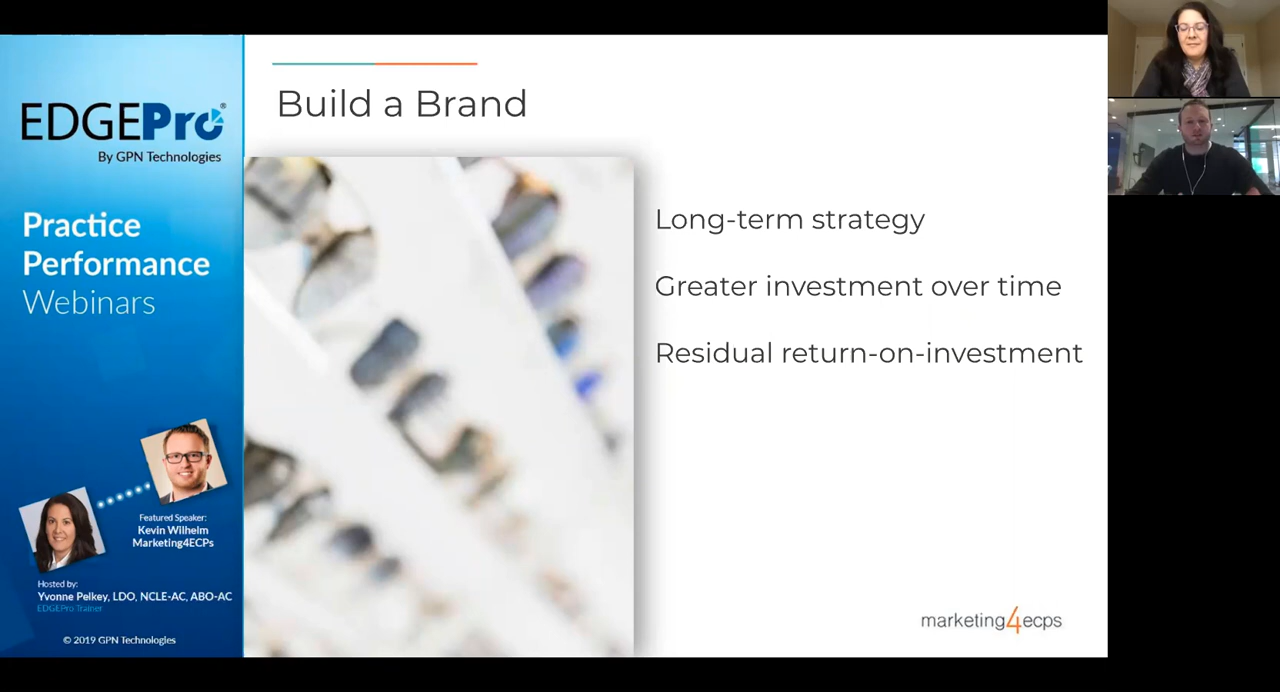 EDGEPro®
By GPN Technologies
Practice
Performance
Webinars
Featured Speaker:
Kevin Wilhelm
Marketing4ECPs
Hosted by:
Yvonne Pelkey, LDO, NCLE-AC, ABO-AC
EDGEPro Trainer
© 2019 GPN Technologies
Build a Brand
Long-term strategy
Greater investment over time
Residual return-on-investment
marketing4ecps